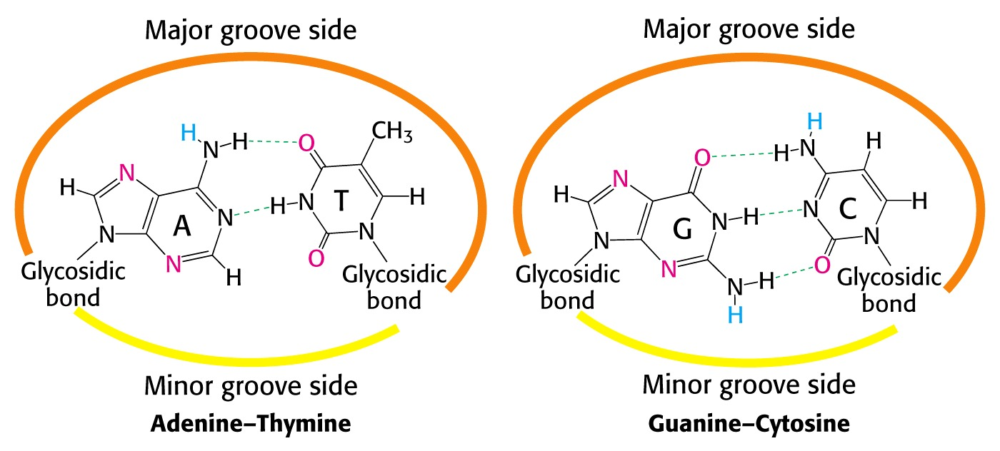 Major groove side
H
N
H
O
CH3
N
H
A
N
H
N
T
H
N
N
H
O
N
Glycosidic
bond
Glycosidic
bond
Minor groove side
Adenine–Thymine
Major groove side
H
O
H
N
H
N
H
G
N
H
N
C
H
N
N
N
H
O
N
H
Glycosidic
bond
Glycosidic
bond
Minor groove side
Guanine–Cytosine